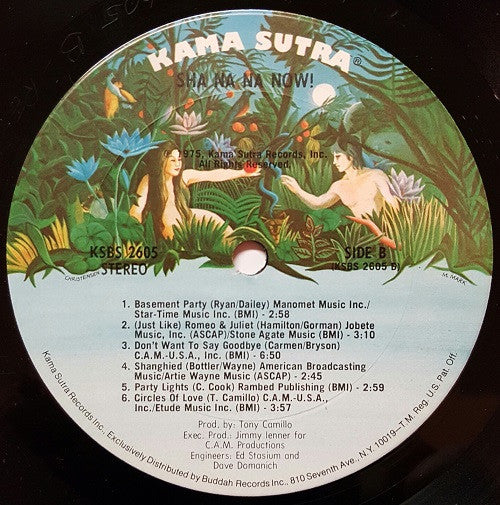 KAMA SUTRA®
SHA NA NA NOW!
1975, Kama Sutra Records, Inc.
All Rights Reserved.
KSBS 2605
STEREO
SIDE B
(KSBS 2605 B)
CHRISTENSEN
M. MARK
1. Basement Party (Ryan/Dailey) Manomet Music Inc./
Star-Time Music Inc. (BMI) - 2:58
2. (Just Like) Romeo & Juliet (Hamilton/Gorman) Jobete
Music, Inc. (ASCAP)/Stone Agate Music (BMI) - 3:10
3. Don't Want To Say Goodbye (Carmen/Bryson)
C.A.M.-U.S.A., Inc. (BMI) - 6:50
4. Shanghied (Bottler/Wayne) American Broadcasting
Music/Artie Wayne Music (ASCAP) - 2:45
5. Party Lights (C. Cook) Rambed Publishing (BMI) - 2:59
6. Circles Of Love (T. Camillo) C.A.M.-U.S.A.,
Inc./Etude Music Inc. (BMI) - 3:57
Prod. by: Tony Camillo
Exec. Prod.: Jimmy Ienner for
C.A.M. Productions
Engineers: Ed Stasium and
Dave Domanich
Kama Sutra Records Inc., Exclusively Distributed by Buddah Records Inc., 810 Seventh Ave., N.Y. 10019–T.M. Reg. U.S. Pat. Off.